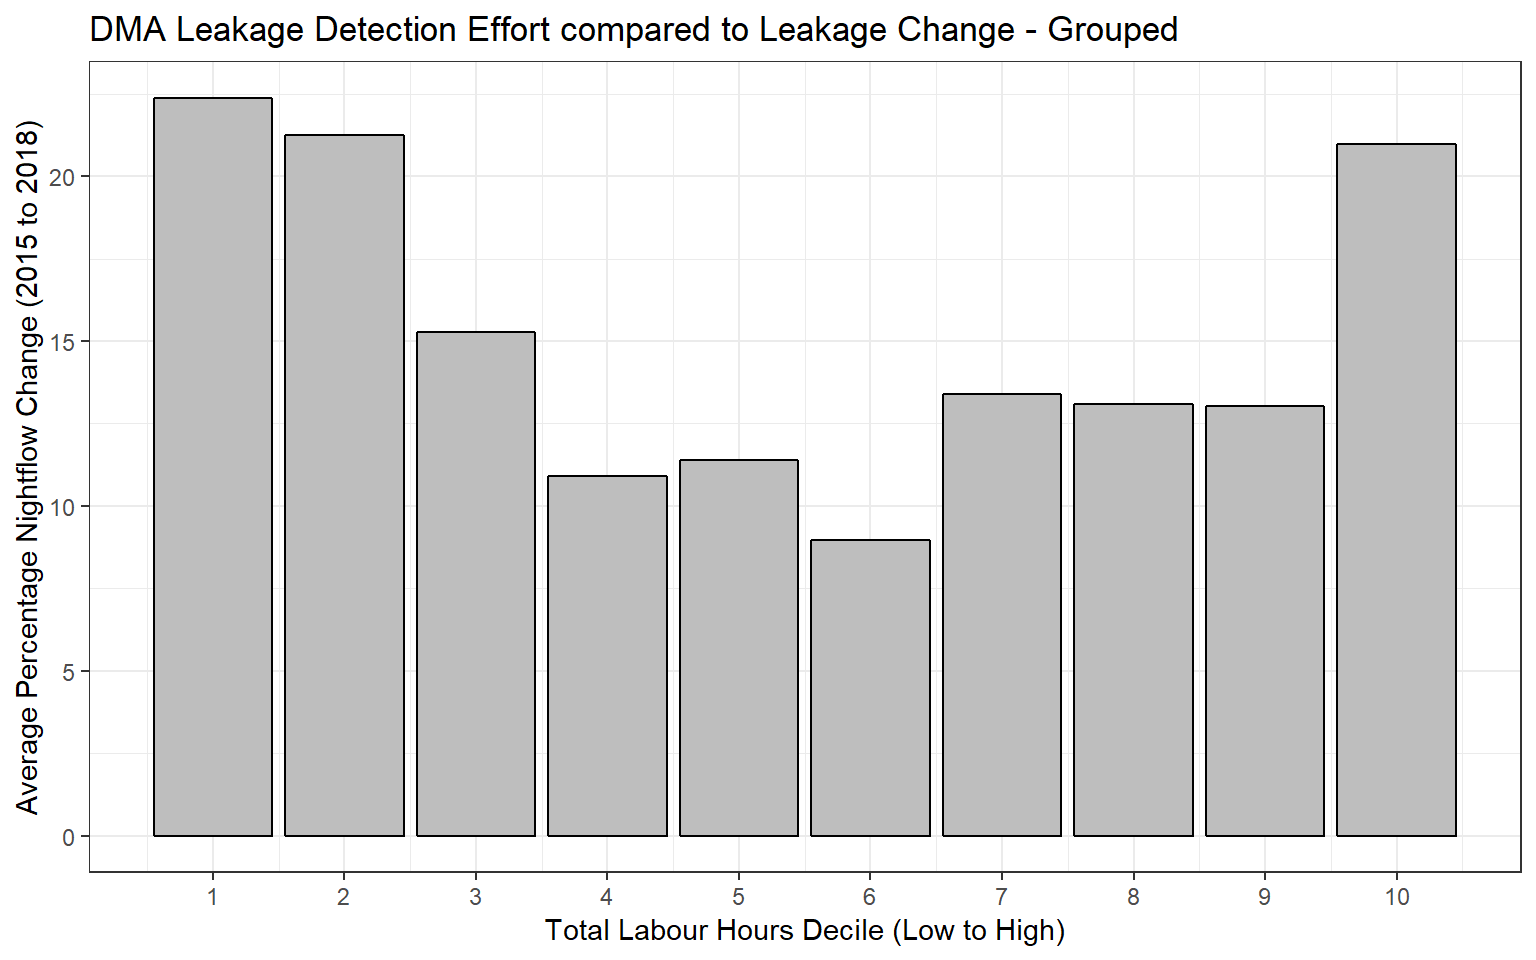 DMA Leakage Detection Effort compared to Leakage Change - Grouped
Average Percentage Nightflow Change (2015 to 2018)
20
15
10
5
0
1 2 3 4 5 6 7 8 9 10
Total Labour Hours Decile (Low to High)